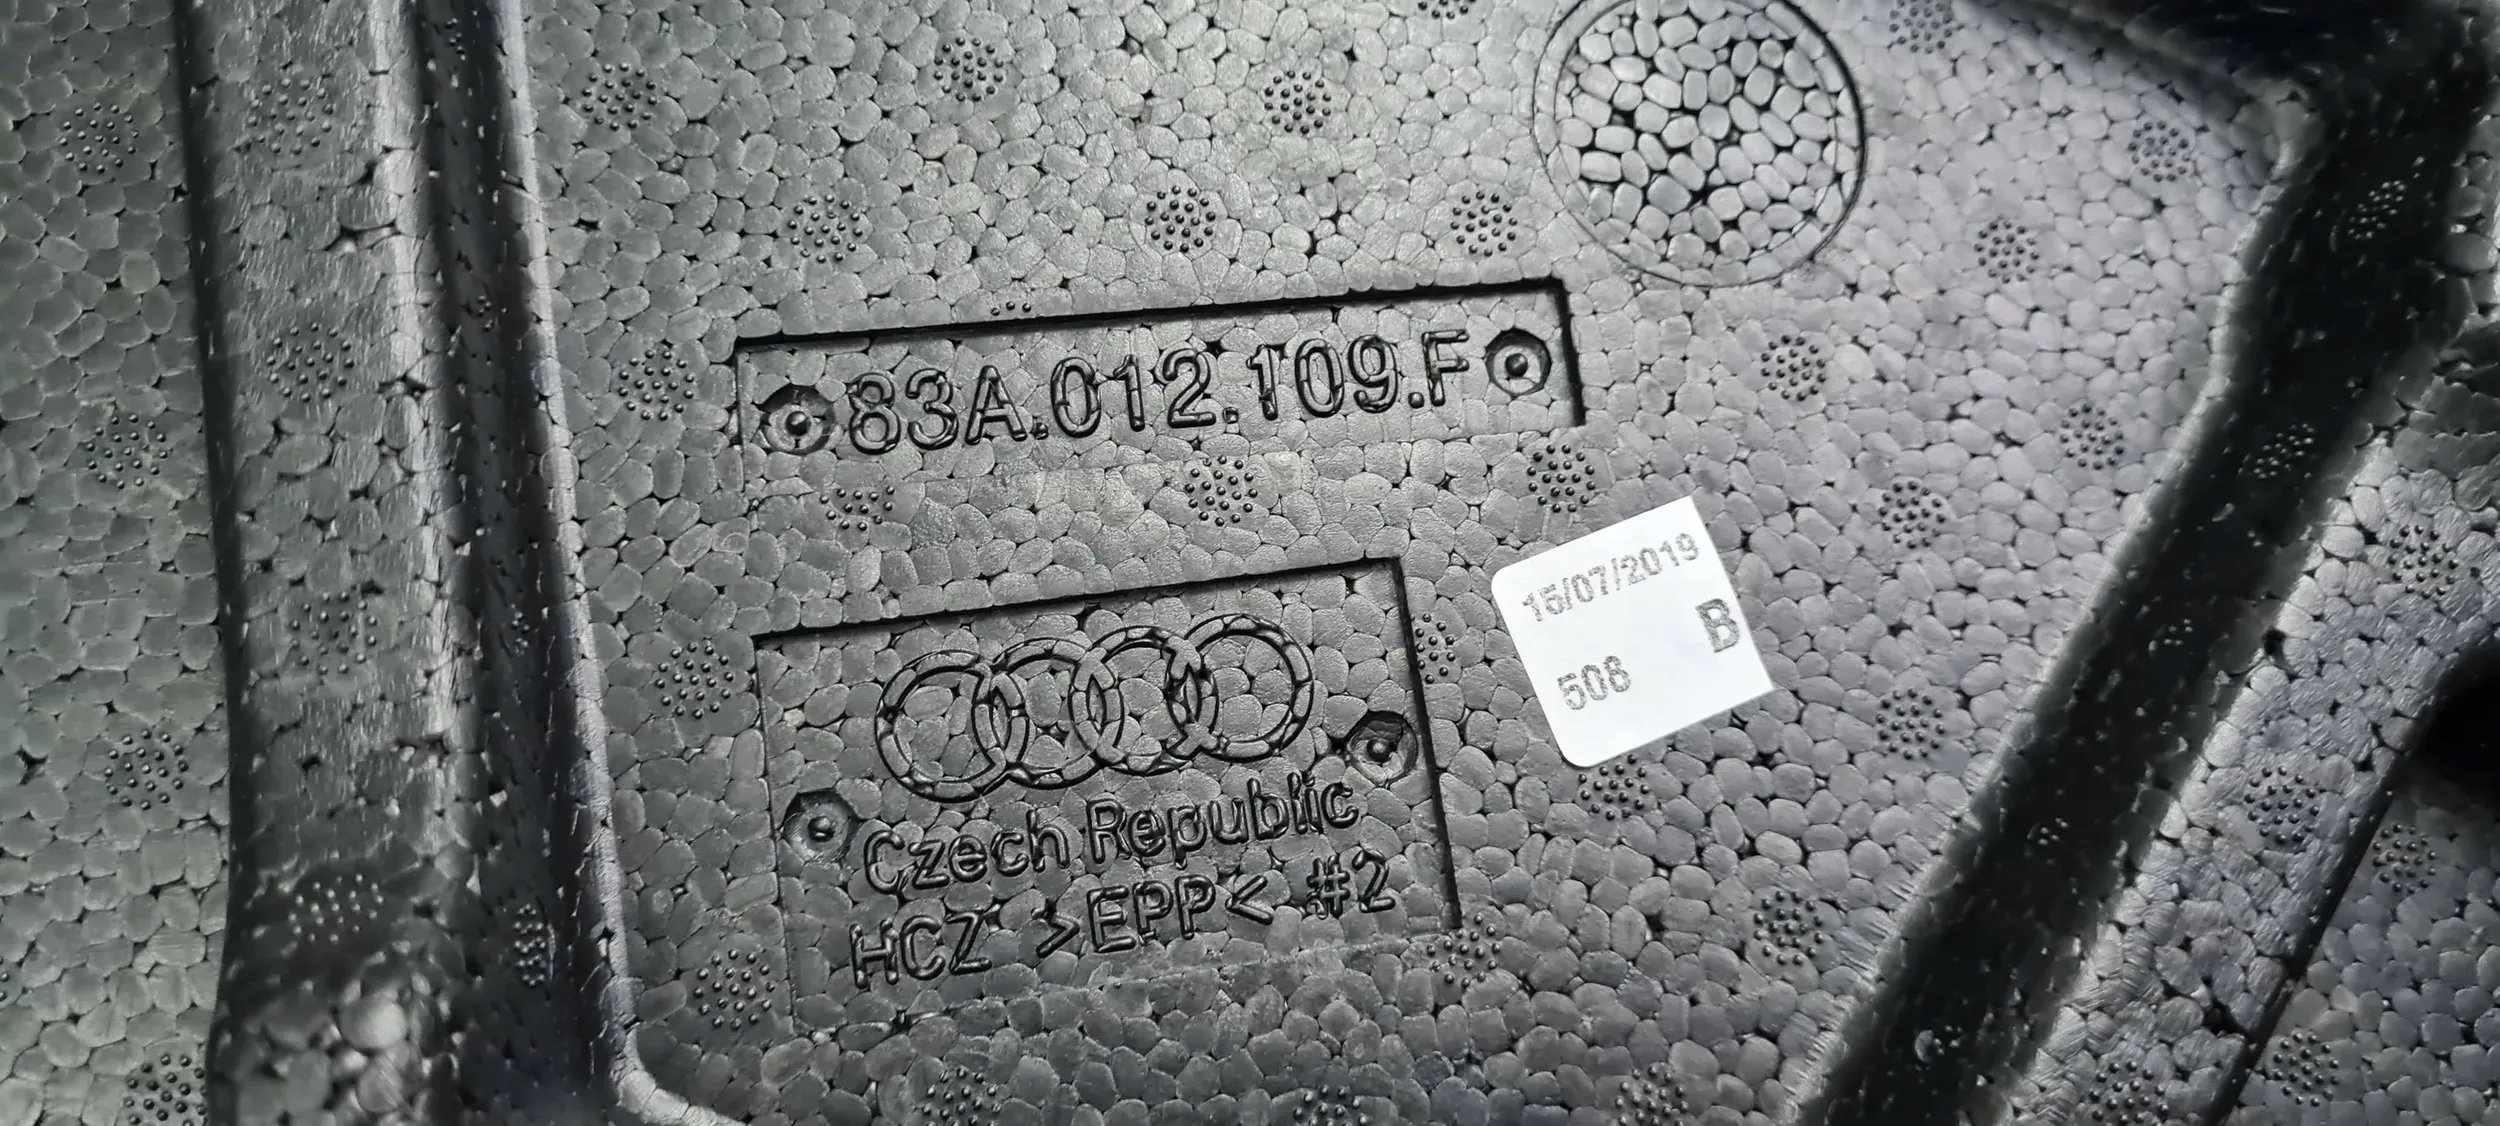 83A.012.109.F
15/07/2019
B
508
Czech Republic
HCZ >EPP< #2